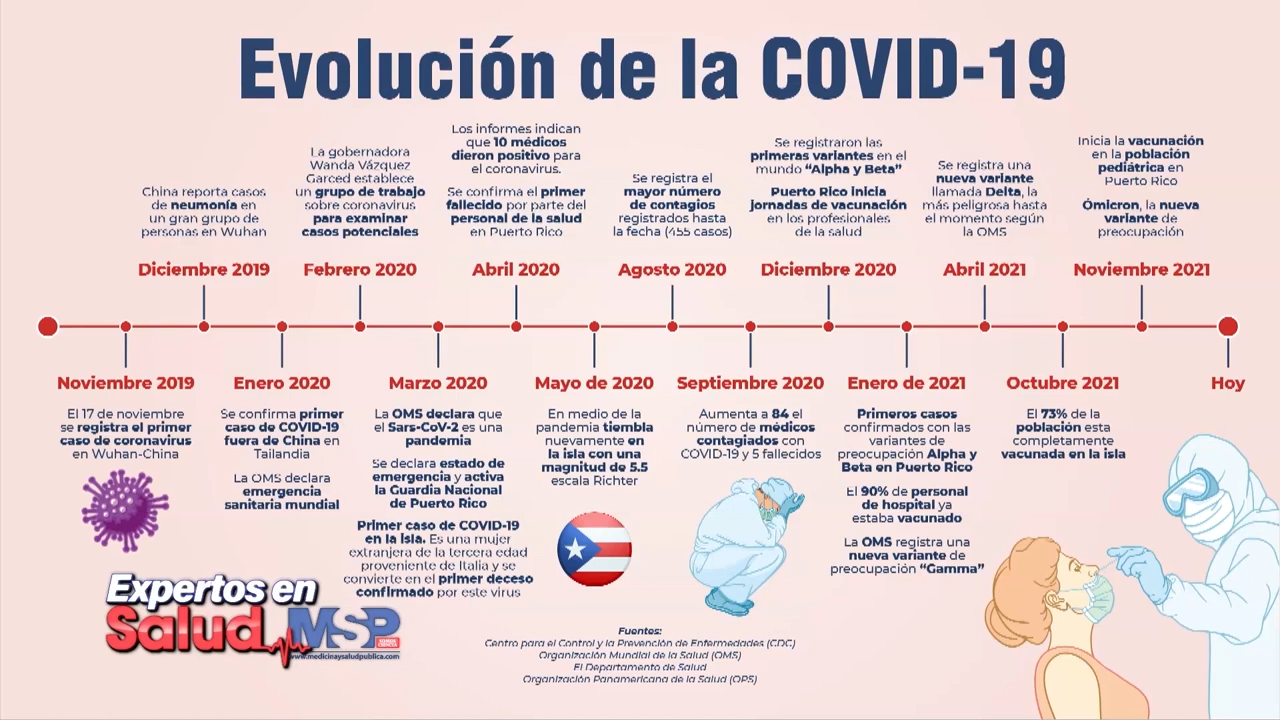 Evolución de la COVID-19
China reporta casos
de neumonía en
un gran grupo de
personas en Wuhan
Diciembre 2019
La gobernadora
Wanda Vázquez
Garced establece
un grupo de trabajo
sobre coronavirus
para examinar
casos potenciales
Febrero 2020
Los informes indican
que 10 médicos
dieron positivo para
el coronavirus.
Se confirma el primer
fallecido por parte del
personal de la salud
en Puerto Rico
Abril 2020
Se registra el
mayor número
de contagios
registrados hasta
la fecha (455 casos)
Agosto 2020
Se registraron las
primeras variantes en el
mundo “Alpha y Beta”
Puerto Rico inicia
jornadas de vacunación
en los profesionales
de la salud
Diciembre 2020
Se registra una
nueva variante
llamada Delta, la
más peligrosa hasta
el momento según
la OMS
Abril 2021
Inicia la vacunación
en la población
pediátrica en
Puerto Rico
Ómicron, la nueva
variante de
preocupación
Noviembre 2021
Noviembre 2019
El 17 de noviembre
se registra el primer
caso de coronavirus
en Wuhan-China
Enero 2020
Se confirma primer
caso de COVID-19
fuera de China en
Tailandia
La OMS declara
emergencia
sanitaria mundial
Marzo 2020
La OMS declara que
el Sars-CoV-2 es una
pandemia
Se declara estado de
emergencia y activa
la Guardia Nacional
de Puerto Rico
Primer caso de COVID-19
en la isla. Es una mujer
extranjera de la tercera edad
proveniente de Italia y se
convierte en el primer deceso
confirmado por este virus
Mayo de 2020
En medio de la
pandemia tiembla
nuevamente en
la isla con una
magnitud de 5.5
escala Richter
Septiembre 2020
Aumenta a 84 el
número de médicos
contagiados con
COVID-19 y 5 fallecidos
Enero de 2021
Primeros casos
confirmados con las
variantes de
preocupación Alpha y
Beta en Puerto Rico
El 90% de personal
de hospital ya
estaba vacunado
La OMS registra una
nueva variante de
preocupación “Gamma”
Octubre 2021
El 73% de la
población esta
completamente
vacunada en la isla
Hoy
Expertos en
Salud MSP
www.medicinaysaludpublica.com
Fuentes:
Centro para el Control y la Prevención de Enfermedades (CDC)
Organización Mundial de la Salud (OMS)
El Departamento de Salud
Organización Panamericana de la Salud (OPS)